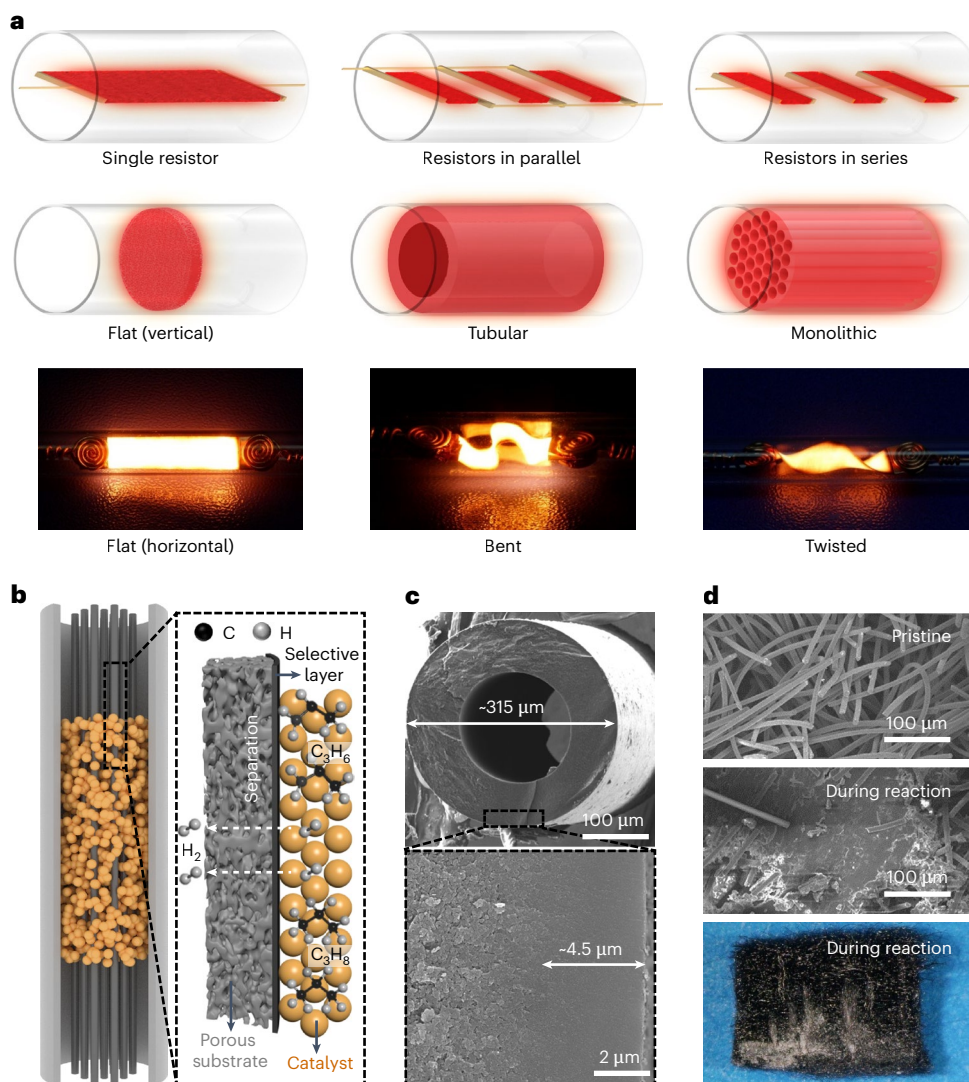 a
Single resistor
Resistors in parallel
Resistors in series
Flat (vertical)
Tubular
Monolithic
Flat (horizontal)
Bent
Twisted
b
C
H
Selective
layer
Separation
C₃H₆
H₂
C₃H₈
Porous
substrate
Catalyst
c
~315 μm
100 μm
~4.5 μm
2 μm
d
Pristine
100 μm
During reaction
100 μm
During reaction